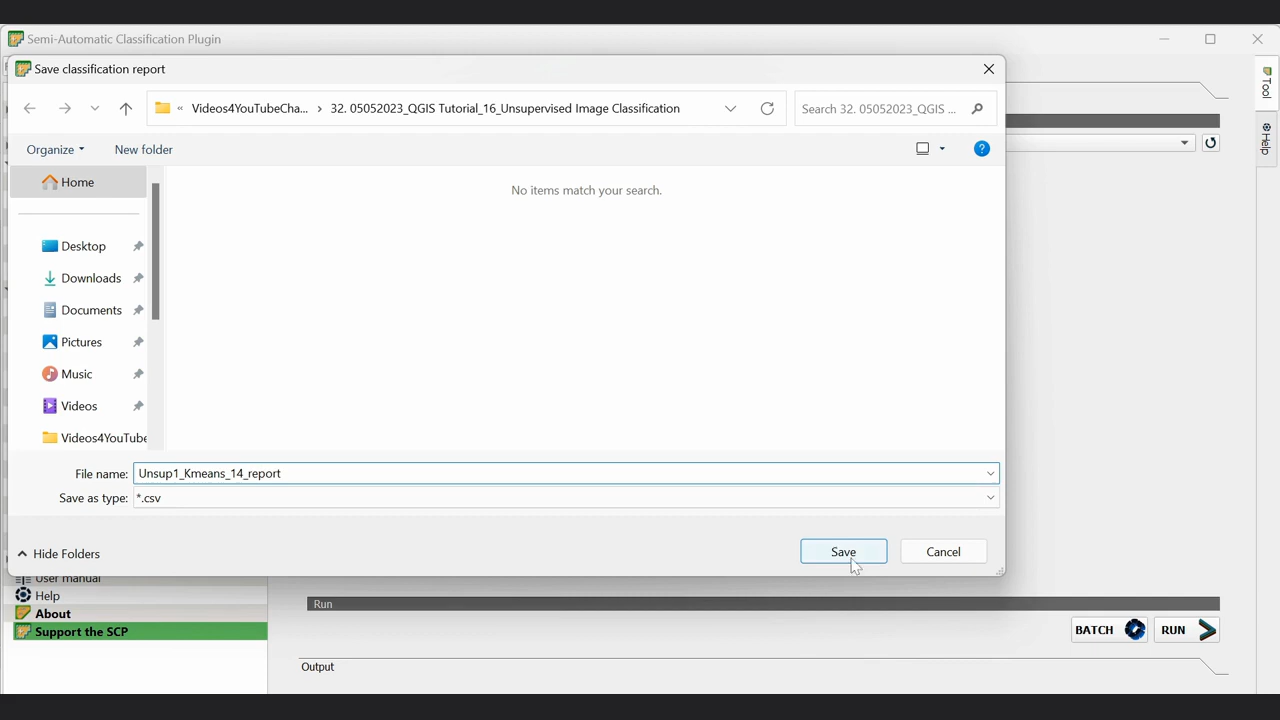 Semi-Automatic Classification Plugin
Save classification report
« Videos4YouTubeCha... › 32. 05052023_QGIS Tutorial_16_Unsupervised Image Classification
Search 32. 05052023_QGIS ...
Organize
New folder
Tool
Help
Home
No items match your search.
Desktop
Downloads
Documents
Pictures
Music
Videos
Videos4YouTube
File name: Unsup1_Kmeans_14_report
Save as type: *.csv
Hide Folders
Save
Cancel
User manual
Help
About
Support the SCP
Run
BATCH
RUN
Output